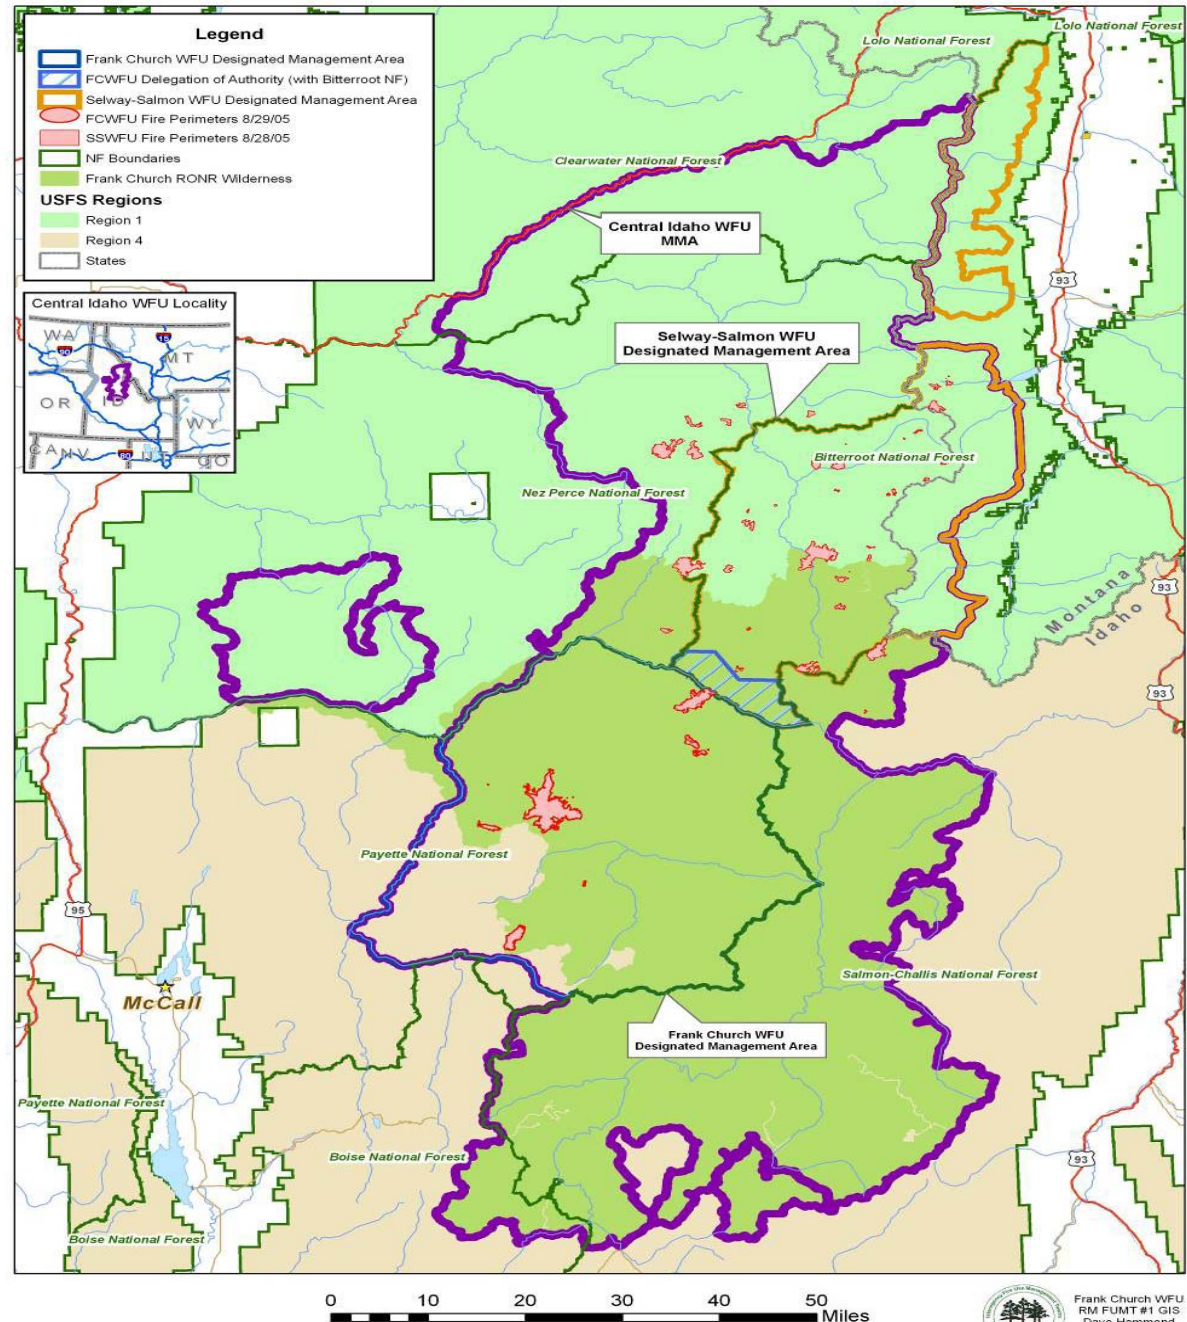 Legend
Frank Church WFU Designated Management Area
FCWFU Delegation of Authority (with Bitterroot NF)
Selway-Salmon WFU Designated Management Area
FCWFU Fire Perimeters 8/29/05
SSWFU Fire Perimeters 8/28/05
NF Boundaries
Frank Church RONR Wilderness
USFS Regions
Region 1
Region 4
States
Lolo National Forest
Lolo National Forest
Clearwater National Forest
Central Idaho WFU
MMA
93
Central Idaho WFU Locality
WA
90
15
MT
OR
ID
WY
CA
NV
80
UT
CO
Selway-Salmon WFU
Designated Management Area
Bitterroot National Forest
Nez Perce National Forest
Montana
Idaho
93
93
Payette National Forest
95
McCall
Salmon-Challis National Forest
Frank Church WFU
Designated Management Area
Payette National Forest
Boise National Forest
93
Boise National Forest
0 10 20 30 40 50
Miles
Frank Church WFU
RM FUMT #1 GIS
Dave Hammond